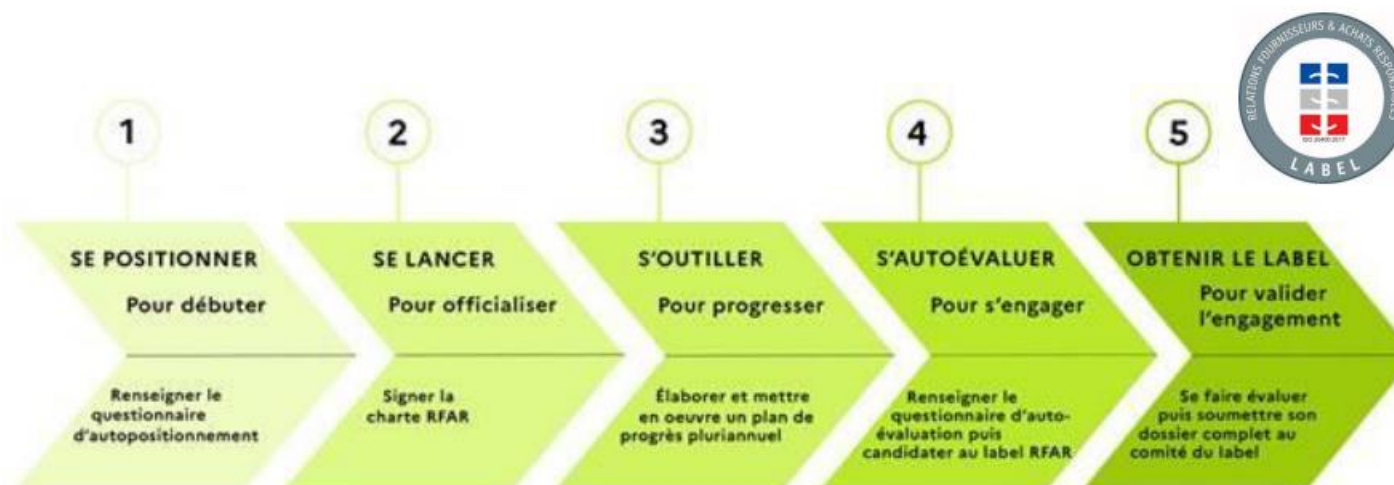 RELATIONS FOURNISSEURS & ACHATS RESPONSABLES
ISO 20400:2017
LABEL
1
2
3
4
5
SE POSITIONNER
Pour débuter
Renseigner le
questionnaire
d'autopositionnement
SE LANCER
Pour officialiser
Signer la
charte RFAR
S'OUTILLER
Pour progresser
Élaborer et mettre
en oeuvre un plan de
progrès pluriannuel
S'AUTOÉVALUER
Pour s'engager
Renseigner le
questionnaire d'auto-
évaluation puis
candidater au label RFAR
OBTENIR LE LABEL
Pour valider
l'engagement
Se faire évaluer
puis soumettre son
dossier complet au
comité du label